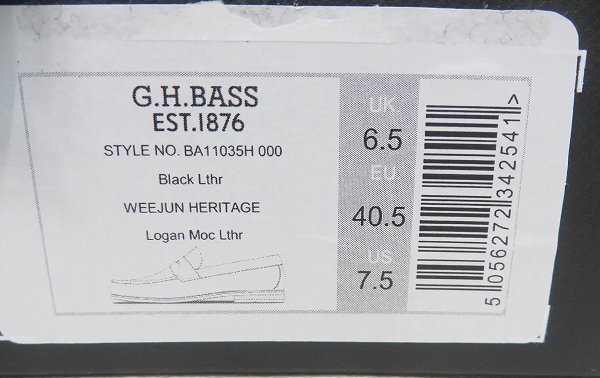 G.H.BASS
EST.1876
STYLE NO. BA11035H 000
Black Lthr
WEEJUN HERITAGE
Logan Moc Lthr
UK
6.5
EU
40.5
US
7.5
5 056272 342541 >